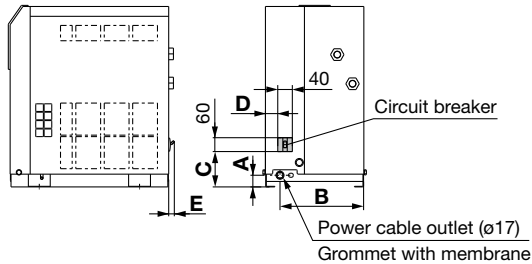 40
D
Circuit breaker
60
C
A
E
B
Power cable outlet (ø17)
Grommet with membrane